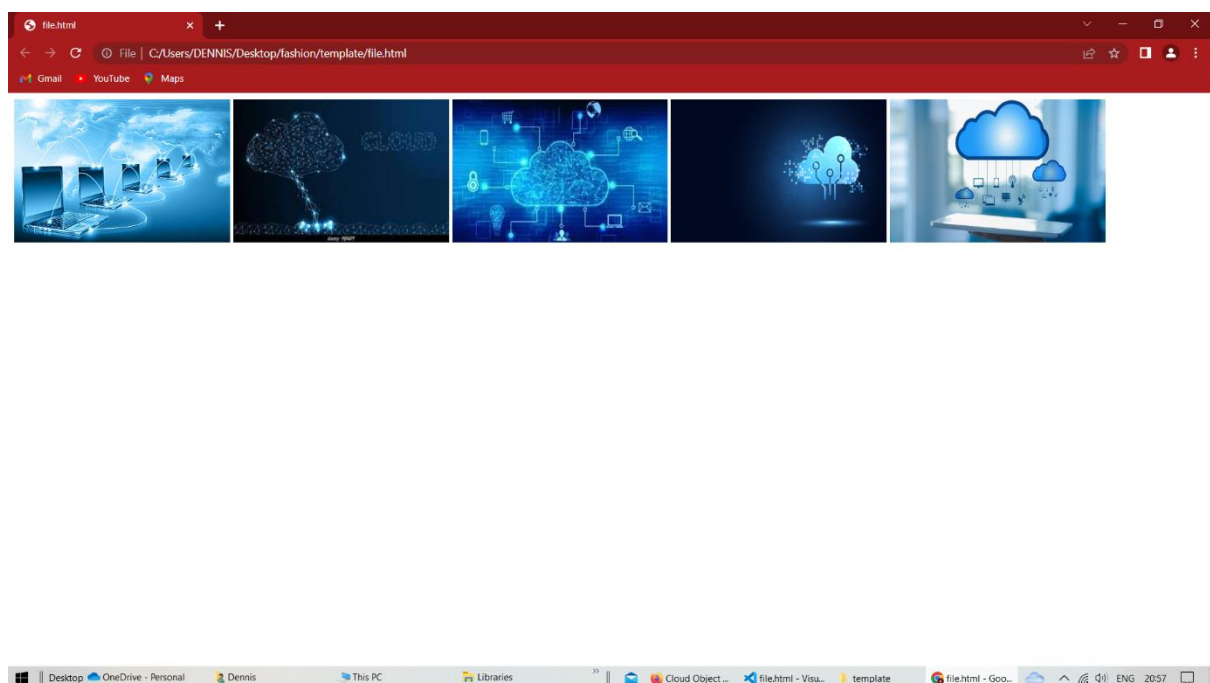 file.html
File | C:/Users/DENNIS/Desktop/fashion/template/file.html
Gmail YouTube Maps
CLOUD
Desktop OneDrive - Personal Dennis This PC Libraries » Cloud Object ... file.html - Visu... template file.html - Goo... ENG 20:57